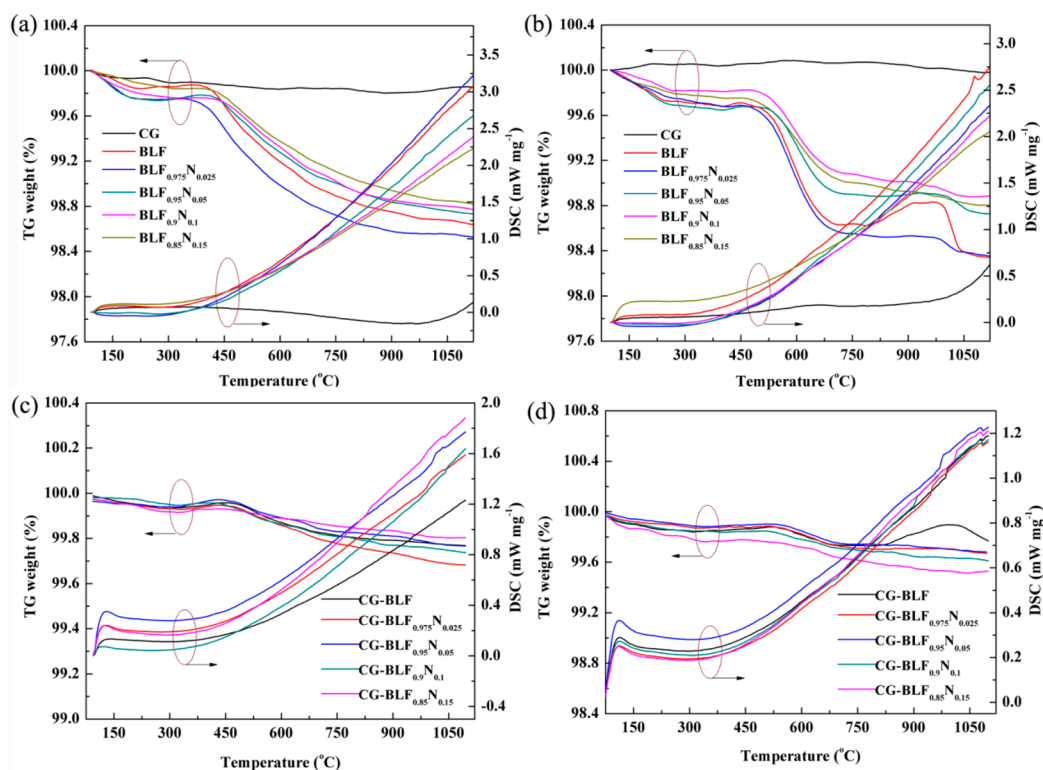 (a)
100.4
100.0
99.6
99.2
98.8
98.4
98.0
97.6
TG weight (%)
CG
BLF
BLF0.975N0.025
BLF0.95N0.05
BLF0.9N0.1
BLF0.85N0.15
3.5
3.0
2.5
2.0
1.5
1.0
0.5
0.0
DSC (mW mg-1)
150 300 450 600 750 900 1050
Temperature (oC)
(b)
100.4
100.0
99.6
99.2
98.8
98.4
98.0
97.6
TG weight (%)
CG
BLF
BLF0.975N0.025
BLF0.95N0.05
BLF0.9N0.1
BLF0.85N0.15
3.0
2.5
2.0
1.5
1.0
0.5
0.0
DSC (mW mg-1)
150 300 450 600 750 900 1050
Temperature (oC)
(c)
100.4
100.2
100.0
99.8
99.6
99.4
99.2
99.0
TG weight (%)
CG-BLF
CG-BLF0.975N0.025
CG-BLF0.95N0.05
CG-BLF0.9N0.1
CG-BLF0.85N0.15
2.0
1.6
1.2
0.8
0.4
0.0
-0.4
DSC (mW mg-1)
150 300 450 600 750 900 1050
Temperature (oC)
(d)
100.8
100.4
100.0
99.6
99.2
98.8
98.4
TG weight (%)
CG-BLF
CG-BLF0.975N0.025
CG-BLF0.95N0.05
CG-BLF0.9N0.1
CG-BLF0.85N0.15
1.2
1.0
0.8
0.6
0.4
0.2
0.0
DSC (mW mg-1)
150 300 450 600 750 900 1050
Temperature (oC)